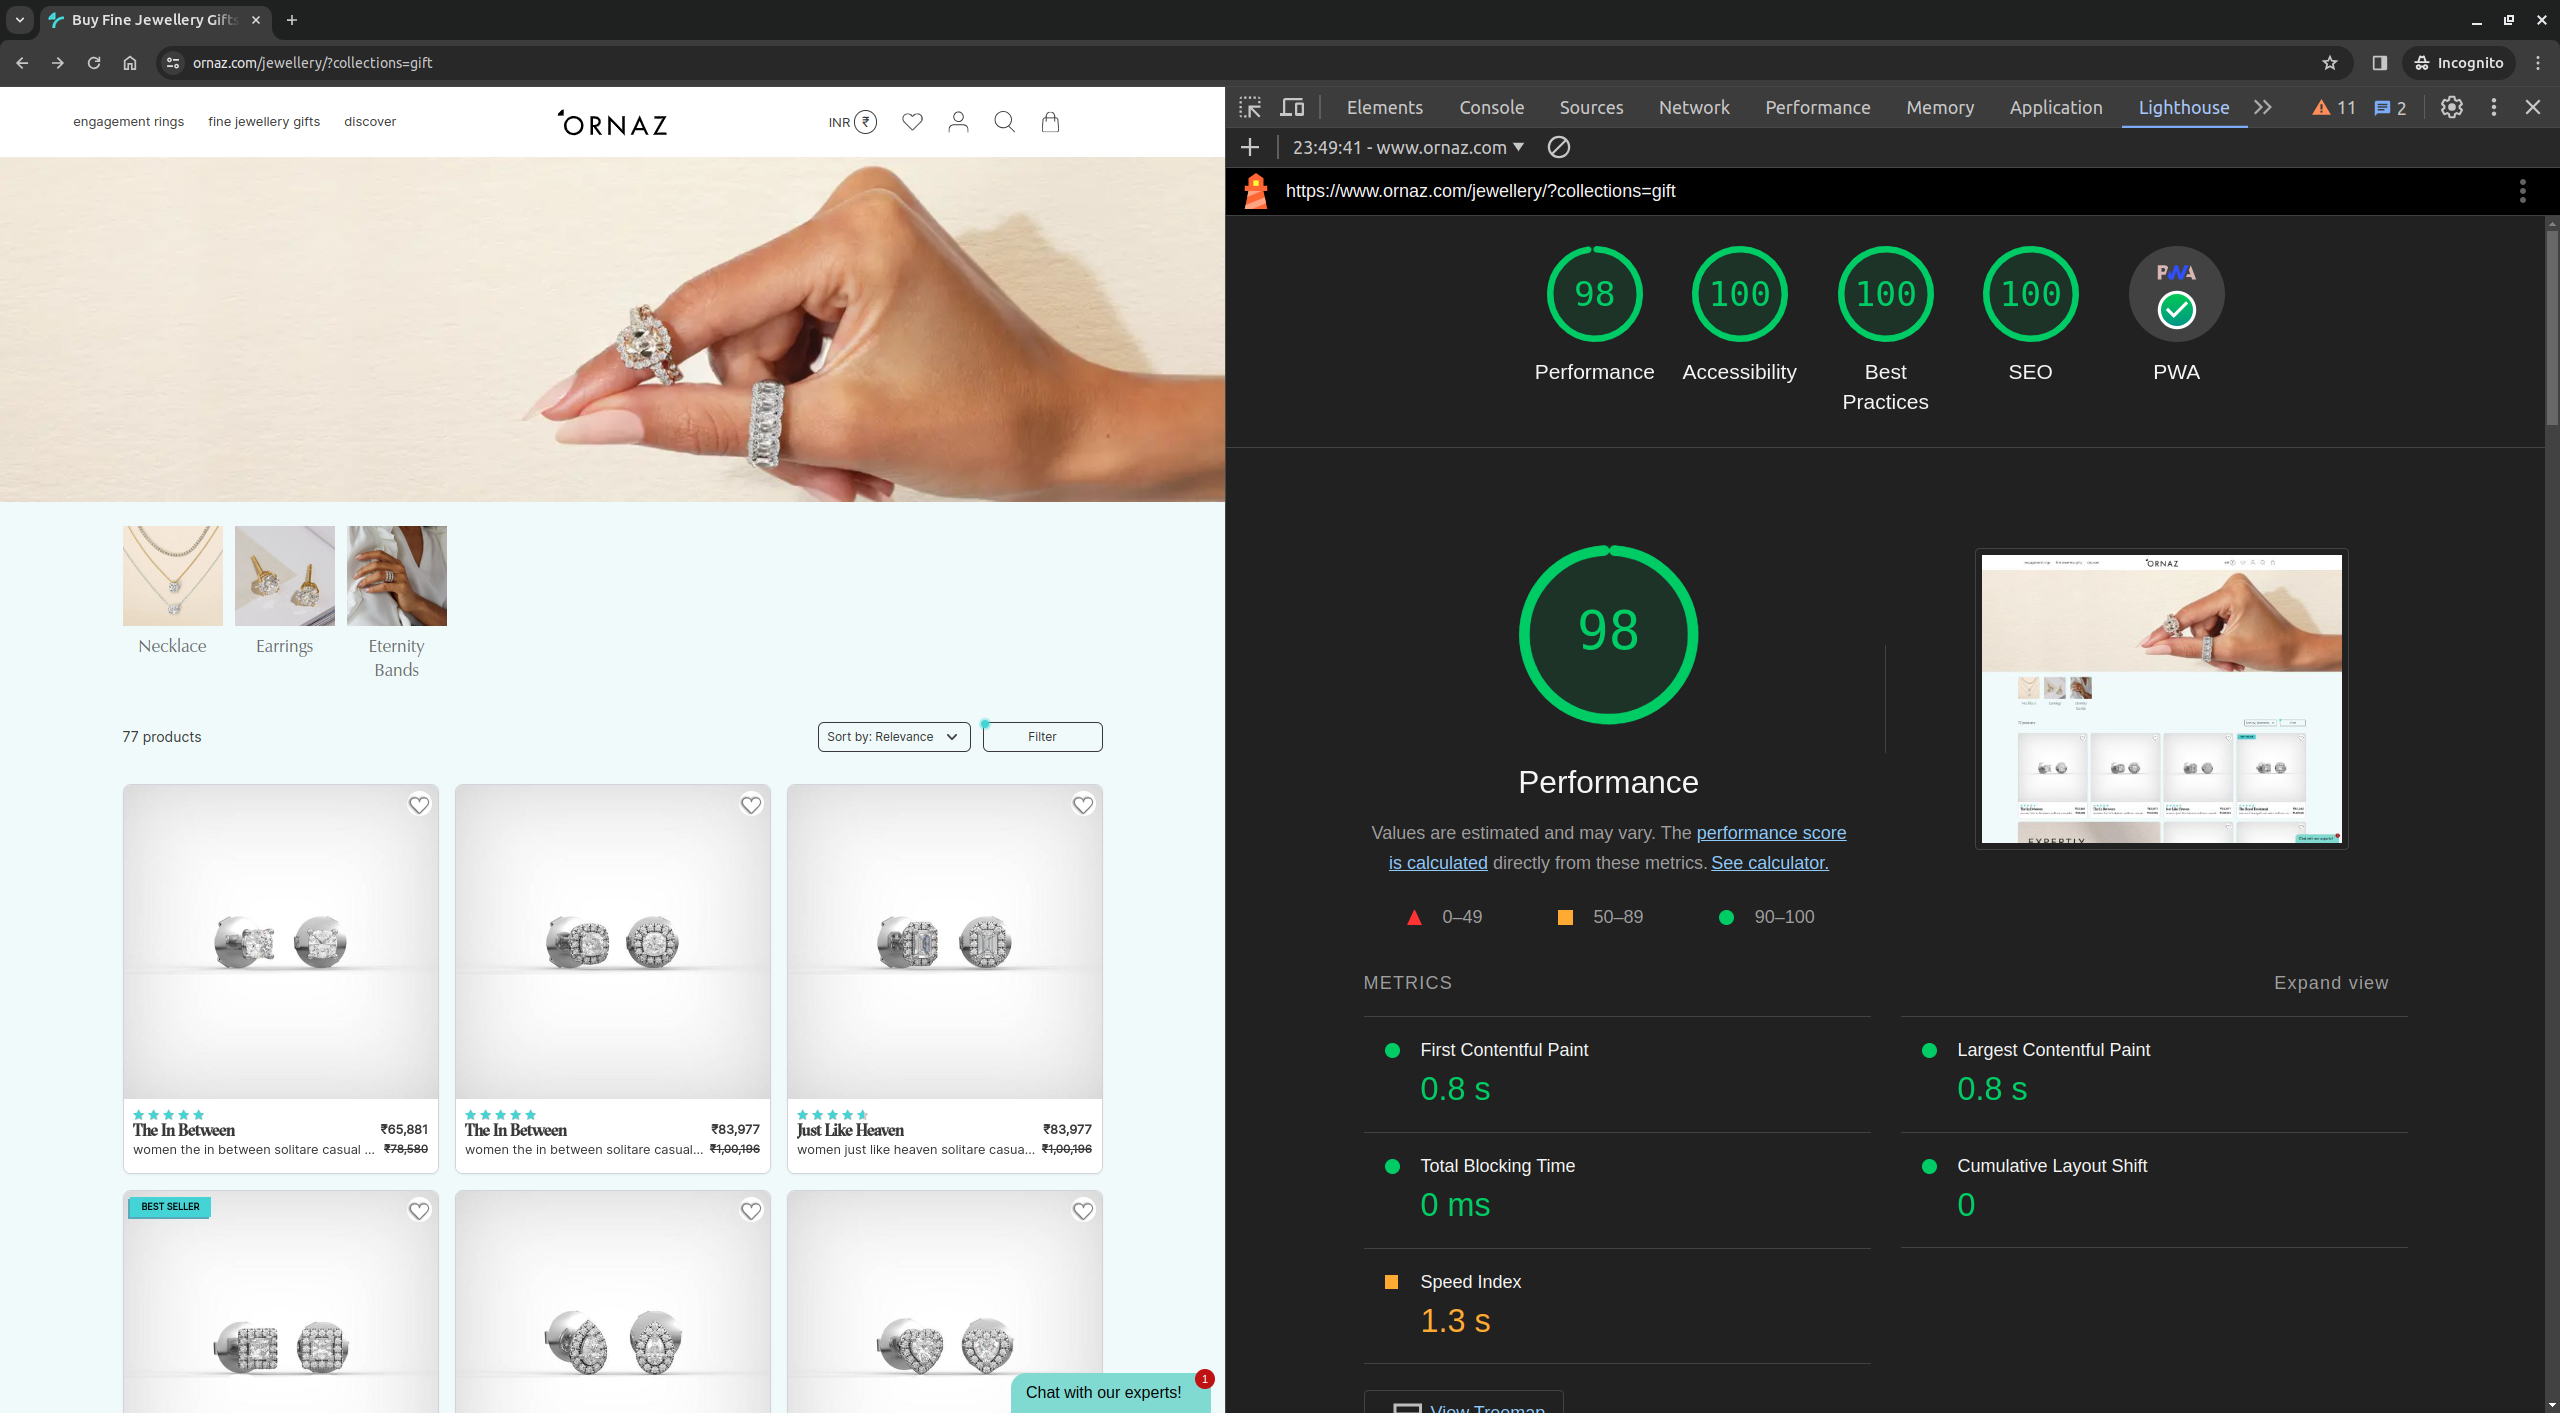 Buy Fine Jewellery Gifts
ornaz.com/jewellery/?collections=gift
Incognito
engagement rings fine jewellery gifts discover
ORNAZ
INR ₹
Necklace
Earrings
Eternity
Bands
77 products
Sort by: Relevance
Filter
The In Between ₹65,881
women the in between solitare casual ... ₹78,580
The In Between ₹83,977
women the in between solitare casual... ₹1,00,196
Just Like Heaven ₹83,977
women just like heaven solitare casua... ₹1,00,196
BEST SELLER
Chat with our experts!
1
Elements Console Sources Network Performance Memory Application Lighthouse 11 2
23:49:41 - www.ornaz.com
https://www.ornaz.com/jewellery/?collections=gift
98 100 100 100 PWA
Performance Accessibility Best Practices SEO PWA
98
Performance
Values are estimated and may vary. The performance score
is calculated directly from these metrics. See calculator.
0–49 50–89 90–100
METRICS
Expand view
First Contentful Paint
0.8 s
Largest Contentful Paint
0.8 s
Total Blocking Time
0 ms
Cumulative Layout Shift
0
Speed Index
1.3 s
View Treemap
ORNAZ
EXPERTLY